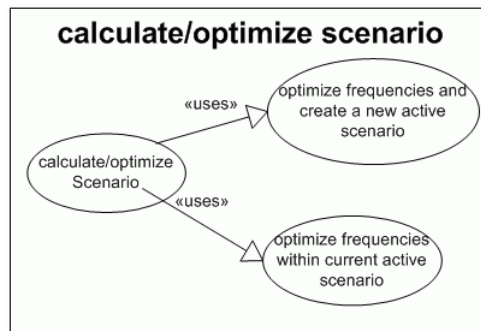 calculate/optimize scenario
optimize frequencies and
create a new active
scenario
«uses»
calculate/optimize
Scenario
«uses»
optimize frequencies
within current active
scenario